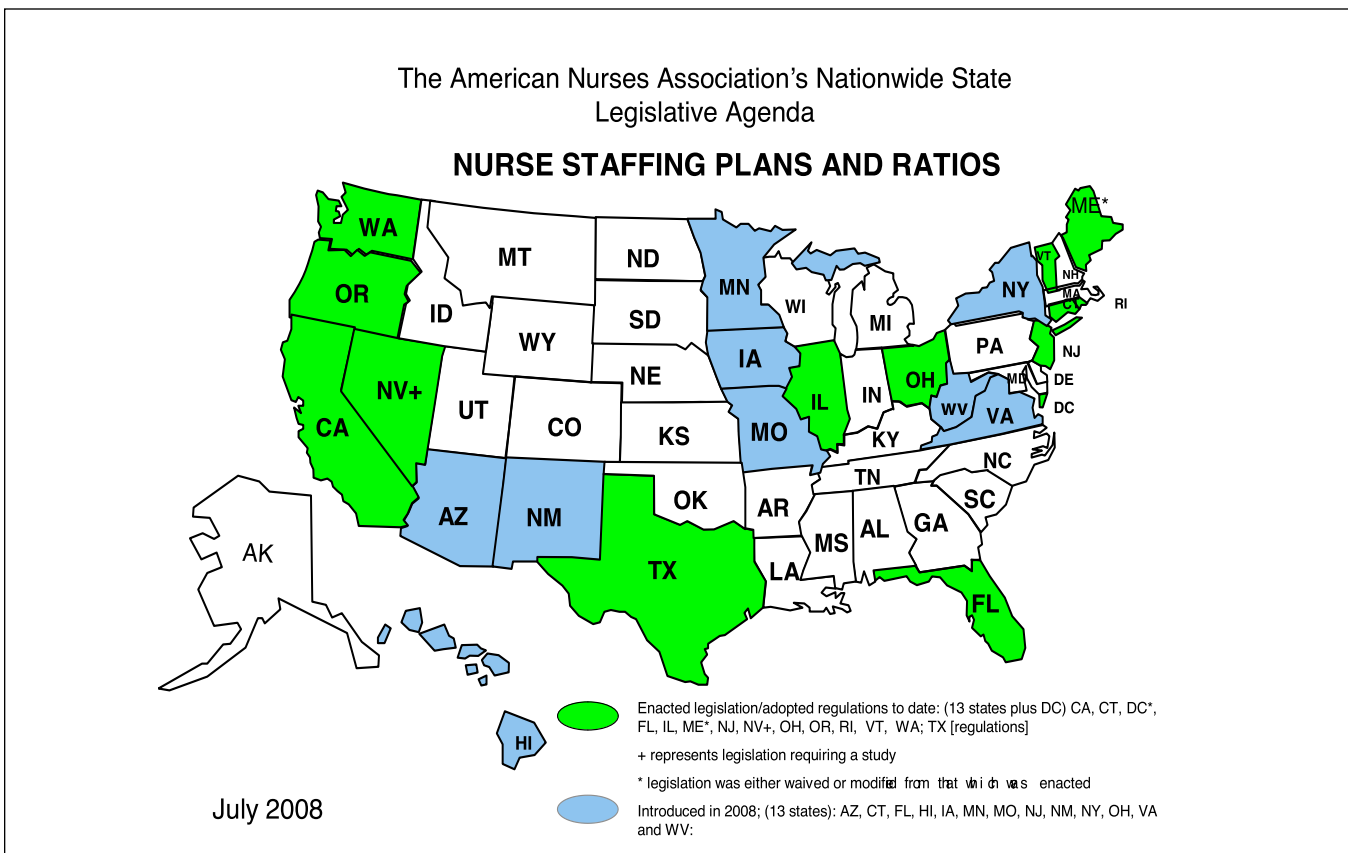 The American Nurses Association's Nationwide State
Legislative Agenda
NURSE STAFFING PLANS AND RATIOS
WA
MT
ND
MN
OR
ID
WY
SD
WI
MI
NY
ME*
VT
NH
MA
CT
RI
NV+
UT
CO
NE
IA
IL
IN
OH
PA
NJ
MD
DE
DC
CA
KS
MO
KY
WV
VA
AZ
NM
OK
AR
TN
NC
SC
TX
LA
MS
AL
GA
FL
AK
HI
Enacted legislation/adopted regulations to date: (13 states plus DC) CA, CT, DC*,
FL, IL, ME*, NJ, NV+, OH, OR, RI, VT, WA; TX [regulations]
+ represents legislation requiring a study
* legislation was either waived or modified from that which was enacted
Introduced in 2008; (13 states): AZ, CT, FL, HI, IA, MN, MO, NJ, NM, NY, OH, VA
and WV:
July 2008